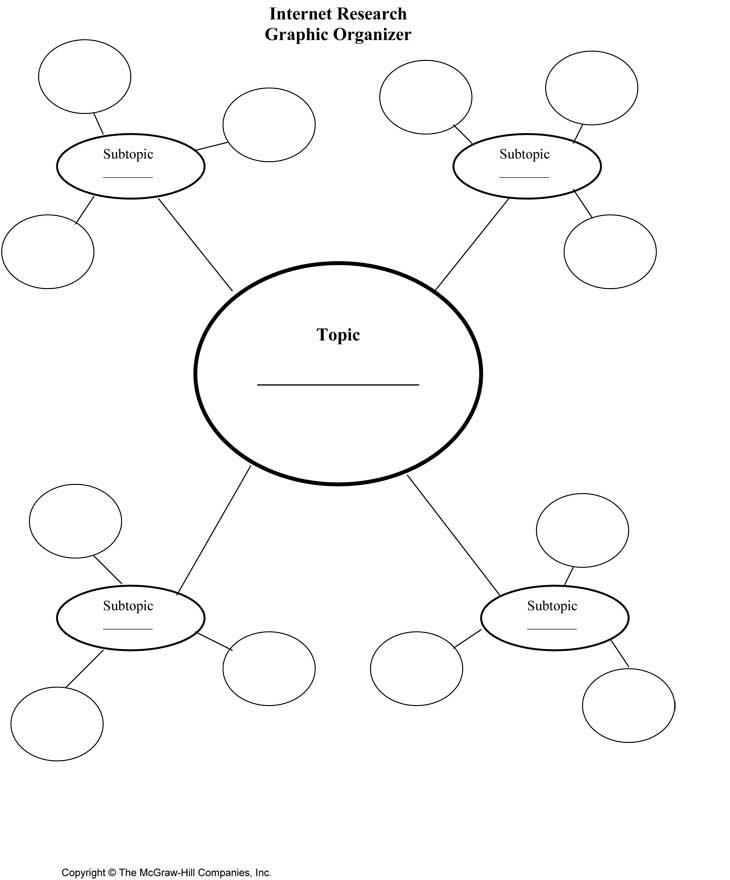 Internet Research
Graphic Organizer
Subtopic
Subtopic
Topic
Subtopic
Subtopic
Copyright © The McGraw-Hill Companies, Inc.